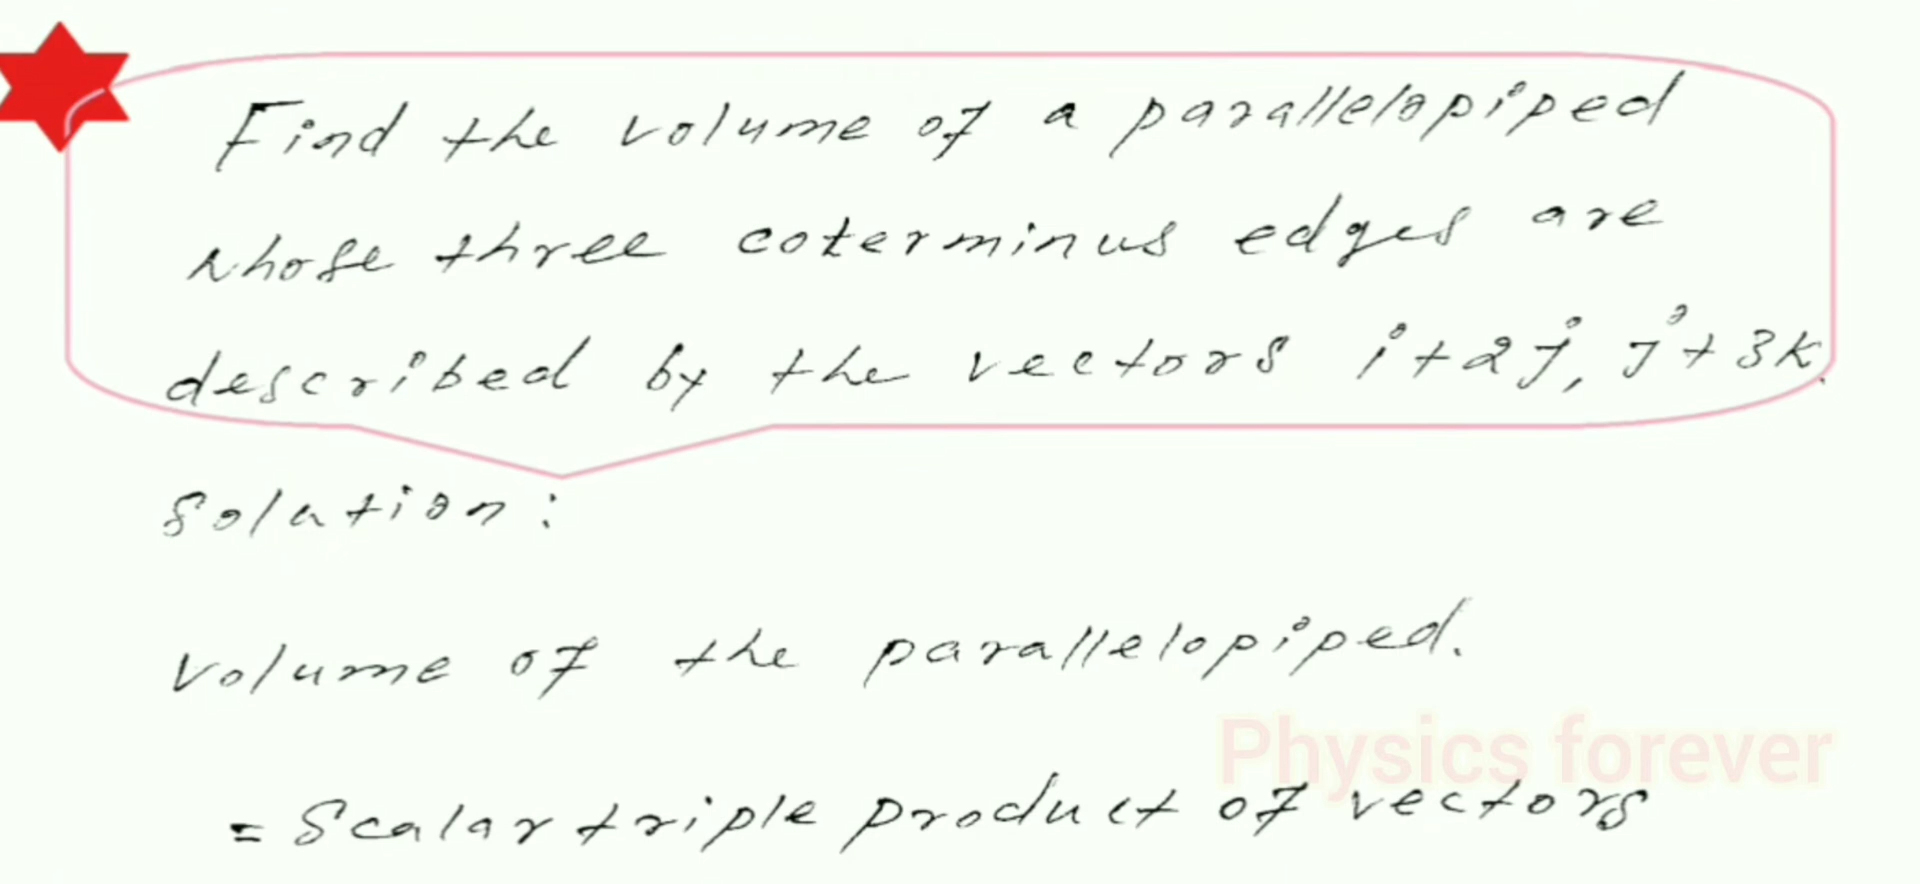 Find the volume of a parallelopiped
whose three coterminus edges are
described by the vectors i+2j, j+3k.
Solution:
Volume of the parallelopiped.
Physics forever
= Scalar triple product of vectors